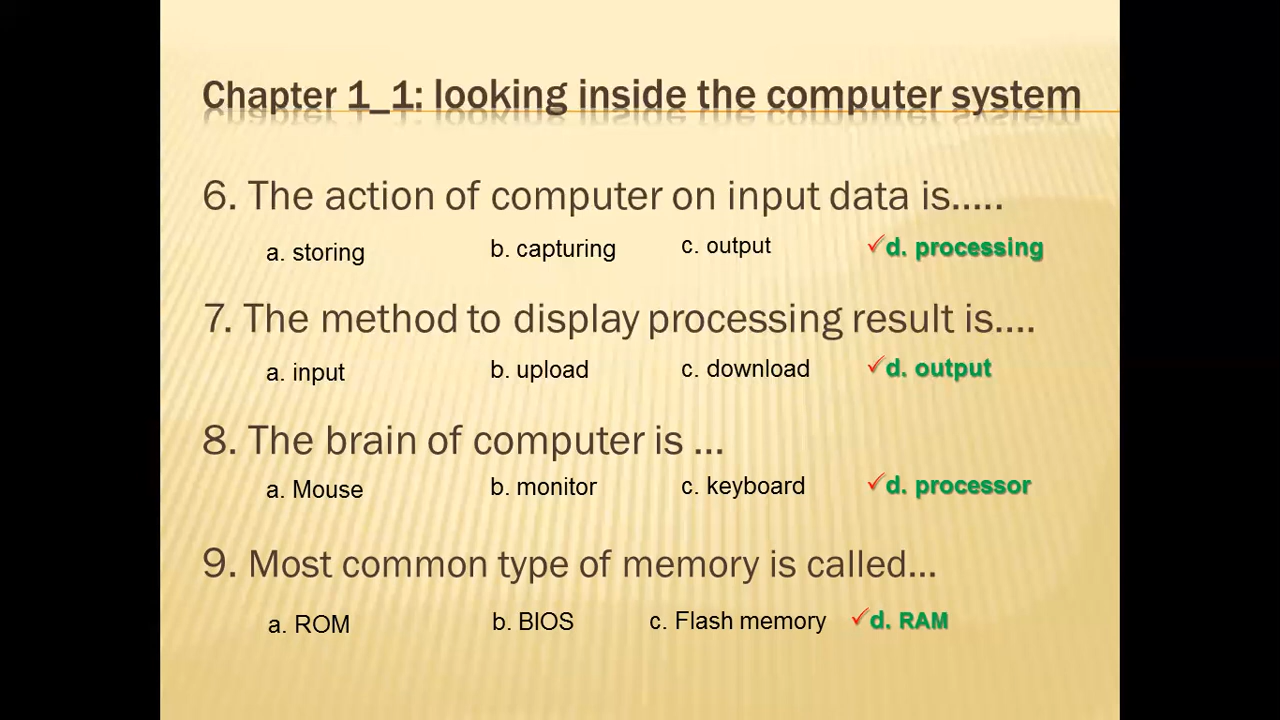 Chapter 1_1: looking inside the computer system
6. The action of computer on input data is.....
a. storing b. capturing c. output ✓d. processing
7. The method to display processing result is....
a. input b. upload c. download ✓d. output
8. The brain of computer is ...
a. Mouse b. monitor c. keyboard ✓d. processor
9. Most common type of memory is called...
a. ROM b. BIOS c. Flash memory ✓d. RAM